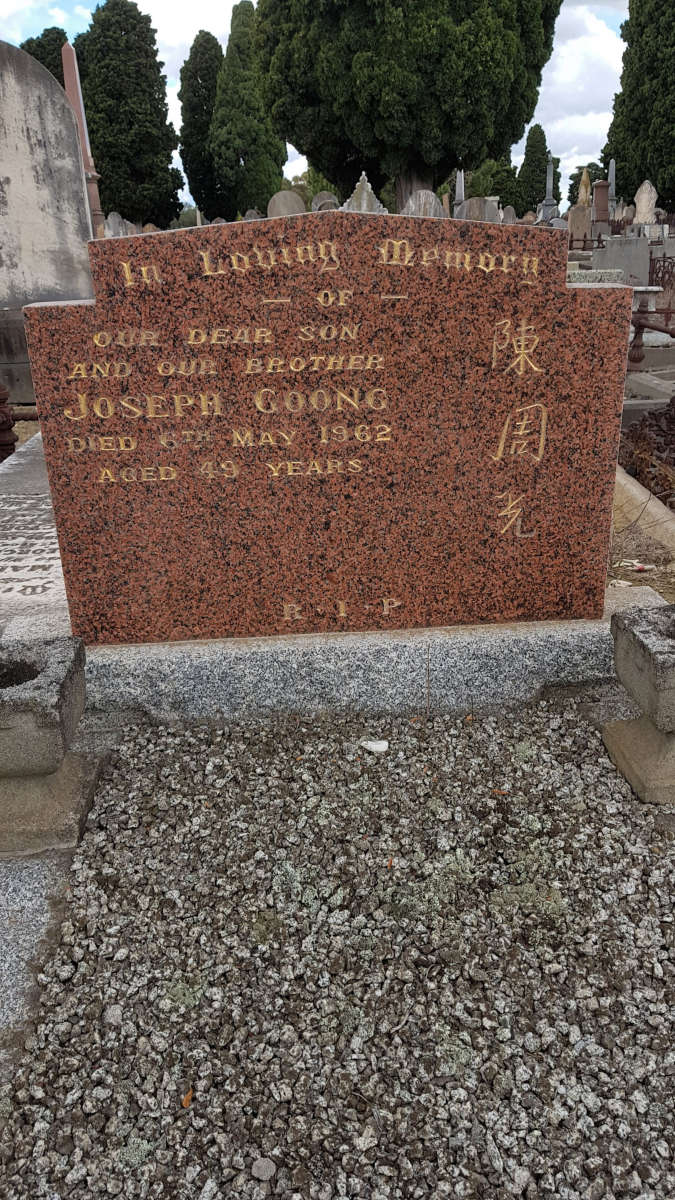 In Loving Memory
— OF —
OUR DEAR SON
AND OUR BROTHER
JOSEPH GOONG
DIED 6TH MAY 1962
AGED 49 YEARS
R·I·P
陳周光